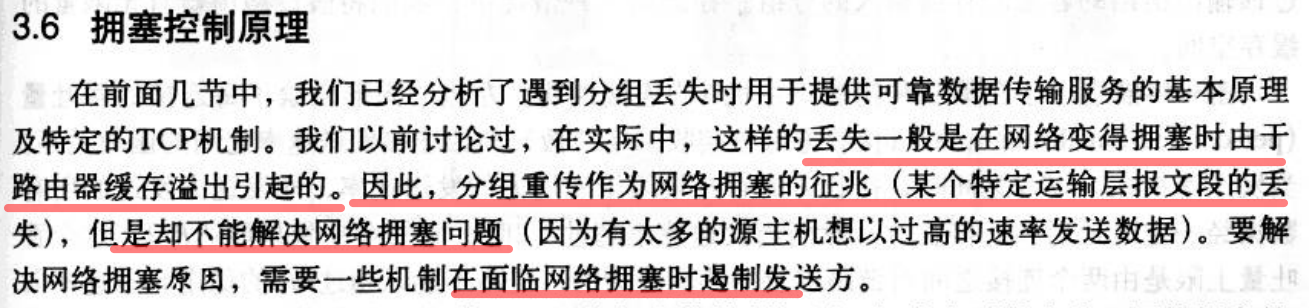 3.6 拥塞控制原理
在前面几节中，我们已经分析了遇到分组丢失时用于提供可靠数据传输服务的基本原理
及特定的TCP机制。我们以前讨论过，在实际中，这样的丢失一般是在网络变得拥塞时由于
路由器缓存溢出引起的。因此，分组重传作为网络拥塞的征兆（某个特定运输层报文段的丢
失），但是却不能解决网络拥塞问题（因为有太多的源主机想以过高的速率发送数据）。要解
决网络拥塞原因，需要一些机制在面临网络拥塞时遏制发送方。